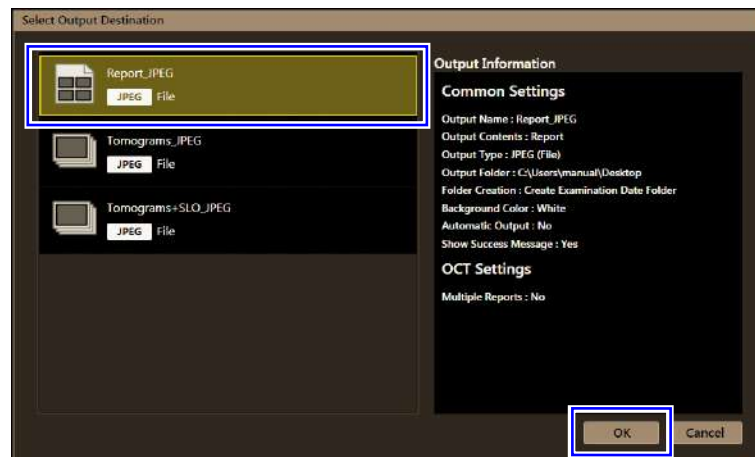 Select Output Destination
Report_JPEG
JPEG File
Tomograms_JPEG
JPEG File
Tomograms+SLO_JPEG
JPEG File
Output Information
Common Settings
Output Name : Report_JPEG
Output Contents : Report
Output Type : JPEG (File)
Output Folder : C:\Users\manual\Desktop
Folder Creation : Create Examination Date Folder
Background Color : White
Automatic Output : No
Show Success Message : Yes
OCT Settings
Multiple Reports : No
OK Cancel